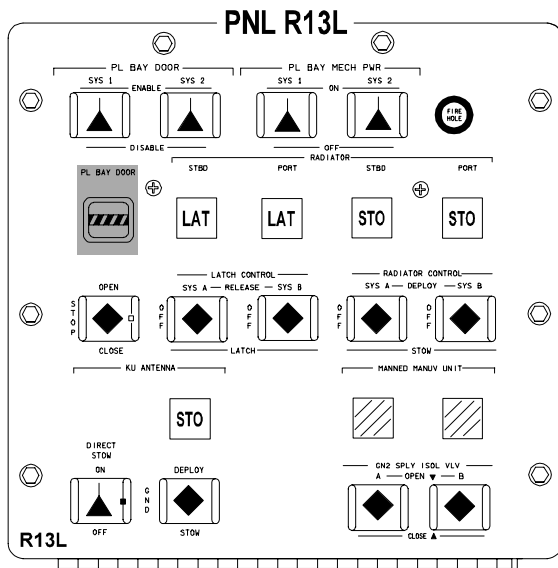 PNL R13L
PL BAY DOOR PL BAY MECH PWR
SYS 1 ENABLE SYS 2 SYS 1 ON SYS 2
FIRE HOLE
DISABLE OFF
RADIATOR
PL BAY DOOR STBD PORT STBD PORT
LAT LAT STO STO
LATCH CONTROL RADIATOR CONTROL
OPEN SYS A RELEASE SYS B SYS A DEPLOY SYS B
STOP OFF OFF OFF OFF
CLOSE LATCH STOW
KU ANTENNA MANNED MANUV UNIT
STO
DIRECT STOW
ON DEPLOY GN2 SPLY ISOL VLV
A OPEN ▼ B
GND
OFF STOW CLOSE ▲
R13L